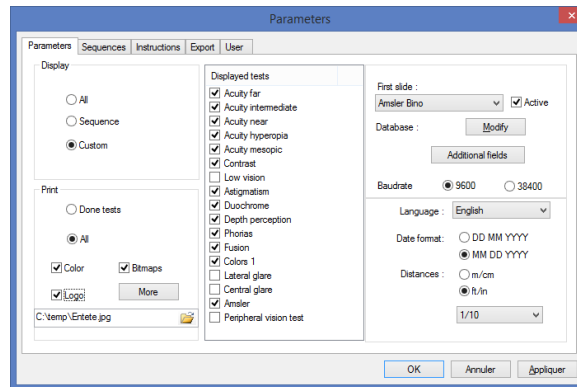 Parameters
Parameters Sequences Instructions Export User
Display
All
Sequence
Custom
Print
Done tests
All
Color Bitmaps
Logo More
C:\temp\Entete.jpg
Displayed tests
Acuity far
Acuity intermediate
Acuity near
Acuity hyperopia
Acuity mesopic
Contrast
Low vision
Astigmatism
Duochrome
Depth perception
Phorias
Fusion
Colors 1
Lateral glare
Central glare
Amsler
Peripheral vision test
First slide :
Amsler Bino Active
Database : Modify
Additional fields
Baudrate 9600 38400
Language : English
Date format: DD MM YYYY
MM DD YYYY
Distances : m/cm
ft/in
1/10
OK Annuler Appliquer